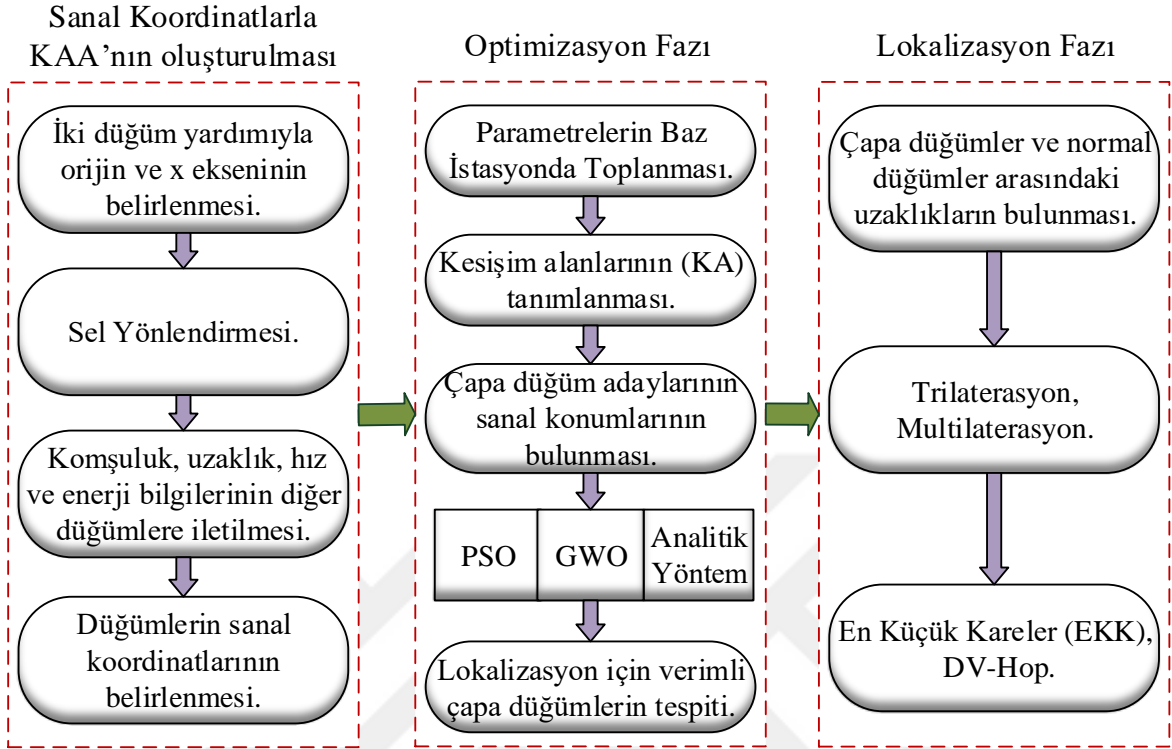 Sanal Koordinatlarla
KAA’nın oluşturulması
İki düğüm yardımıyla
orijin ve x ekseninin
belirlenmesi.
Sel Yönlendirmesi.
Komşuluk, uzaklık, hız
ve enerji bilgilerinin diğer
düğümlere iletilmesi.
Düğümlerin sanal
koordinatlarının
belirlenmesi.
Optimizasyon Fazı
Parametrelerin Baz
İstasyonda Toplanması.
Kesişim alanlarının (KA)
tanımlanması.
Çapa düğüm adaylarının
sanal konumlarının
bulunması.
PSO
GWO
Analitik
Yöntem
Lokalizasyon için verimli
çapa düğümlerin tespiti.
Lokalizasyon Fazı
Çapa düğümler ve normal
düğümler arasındaki
uzaklıkların bulunması.
Trilaterasyon,
Multilaterasyon.
En Küçük Kareler (EKK),
DV-Hop.